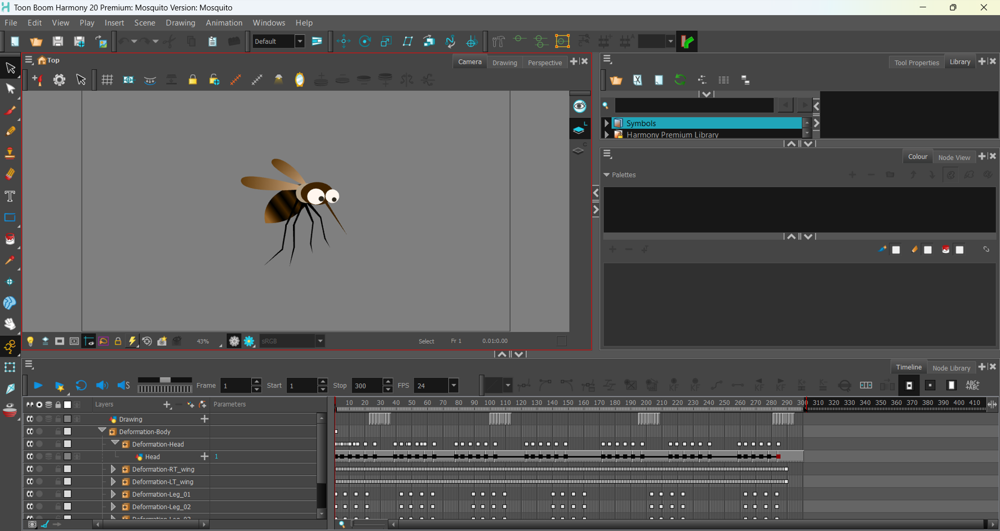 Toon Boom Harmony 20 Premium: Mosquito Version: Mosquito
File Edit View Play Insert Scene Drawing Animation Windows Help
Default
Top
Camera Drawing Perspective
Tool Properties Library
Symbols
Harmony Premium Library
Colour Node View
Palettes
43% sRGB Select Fr 1 0.01:0.00
Timeline Node Library
Frame 1 Start 1 Stop 300 FPS 24
Layers Parameters
10 20 30 40 50 60 70 80 90 100 110 120 130 140 150 160 170 180 190 200 210 220 230 240 250 260 270 280 290 300 310 320 330 340 350 360 370 380 390 400 410
Drawing
Deformation-Body
Deformation-Head
Head 1
Deformation-RT_wing
Deformation-LT_wing
Deformation-Leg_01
Deformation-Leg_02